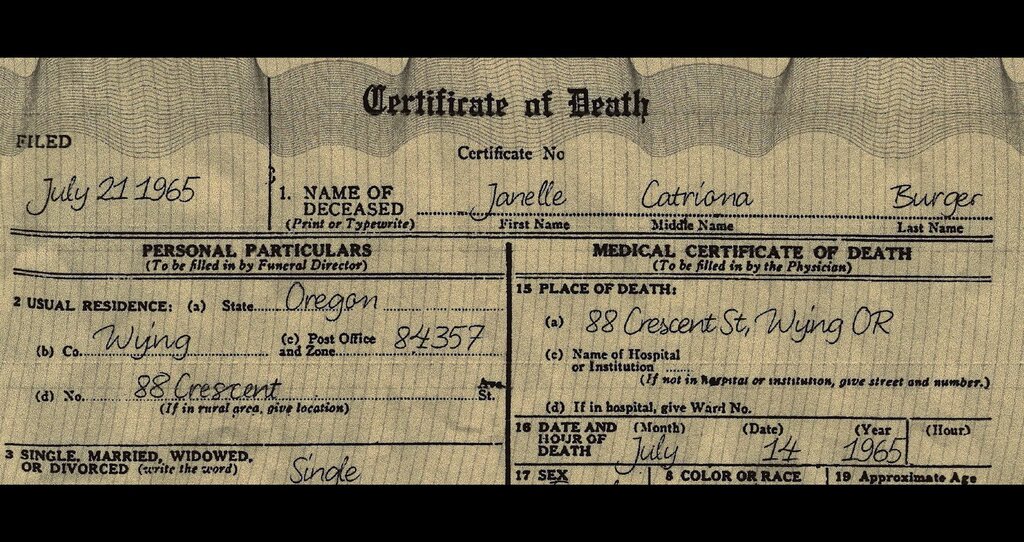 Certificate of Death
FILED
Certificate No
July 21 1965
1. NAME OF DECEASED (Print or Typewrite) Janelle Catriona Burger
First Name Middle Name Last Name
PERSONAL PARTICULARS
(To be filled in by Funeral Director)
2 USUAL RESIDENCE: (a) State Oregon
(b) Co. Wyjng (c) Post Office and Zone 84357
(d) No. 88 Crescent Ave. St.
(If in rural area, give location)
3 SINGLE, MARRIED, WIDOWED,
OR DIVORCED (write the word) Single
MEDICAL CERTIFICATE OF DEATH
(To be filled in by the Physician)
15 PLACE OF DEATH:
(a) 88 Crescent St, Wyjng OR
(c) Name of Hospital
or Institution
(If not in hospital or institution, give street and number.)
(d) If in hospital, give Ward No.
16 DATE AND HOUR OF DEATH (Month) (Date) (Year (Hour)
July 14 1965
17 SEX 8 COLOR OR RACE 19 Approximate Age